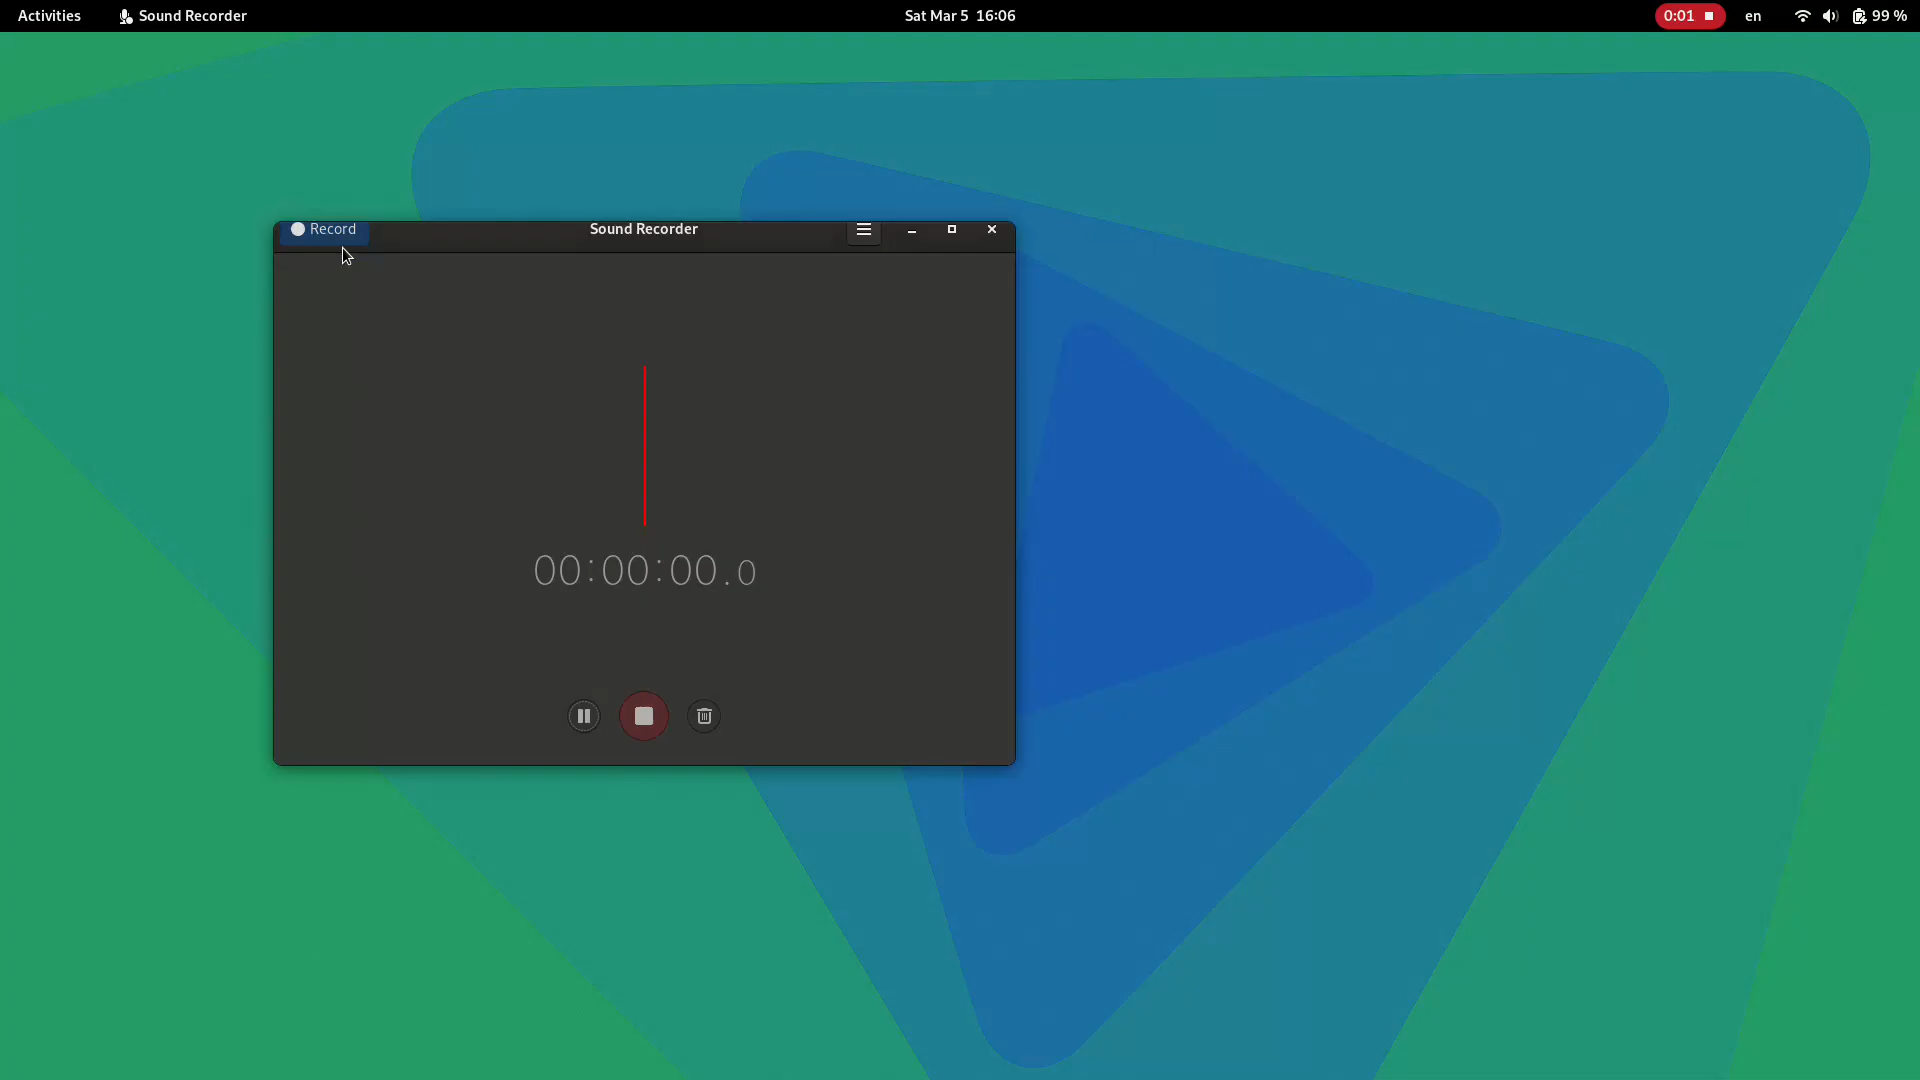 Activities Sound Recorder Sat Mar 5 16:06 0:01 en 99 %
Record Sound Recorder
00:00:00.0